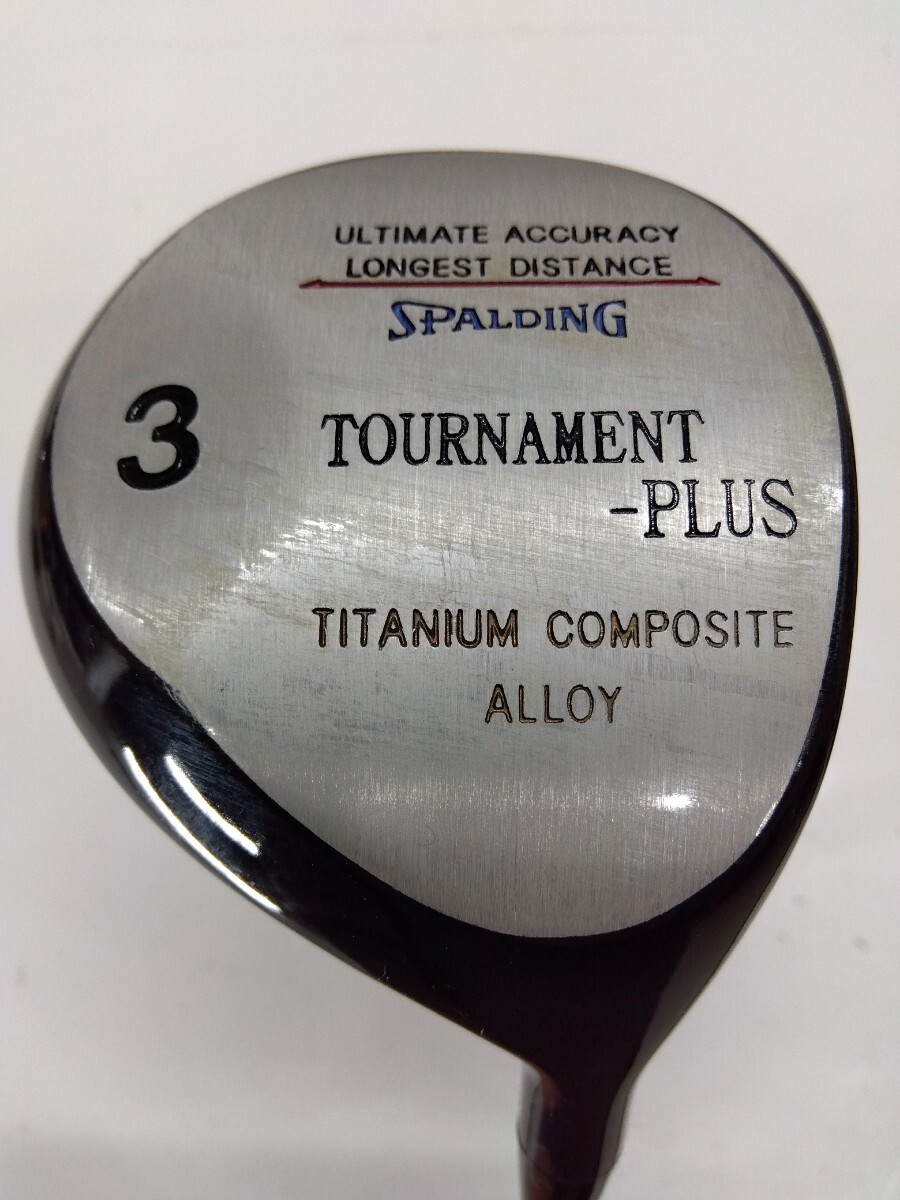 ULTIMATE ACCURACY
LONGEST DISTANCE
SPALDING
3
TOURNAMENT
-PLUS
TITANIUM COMPOSITE
ALLOY